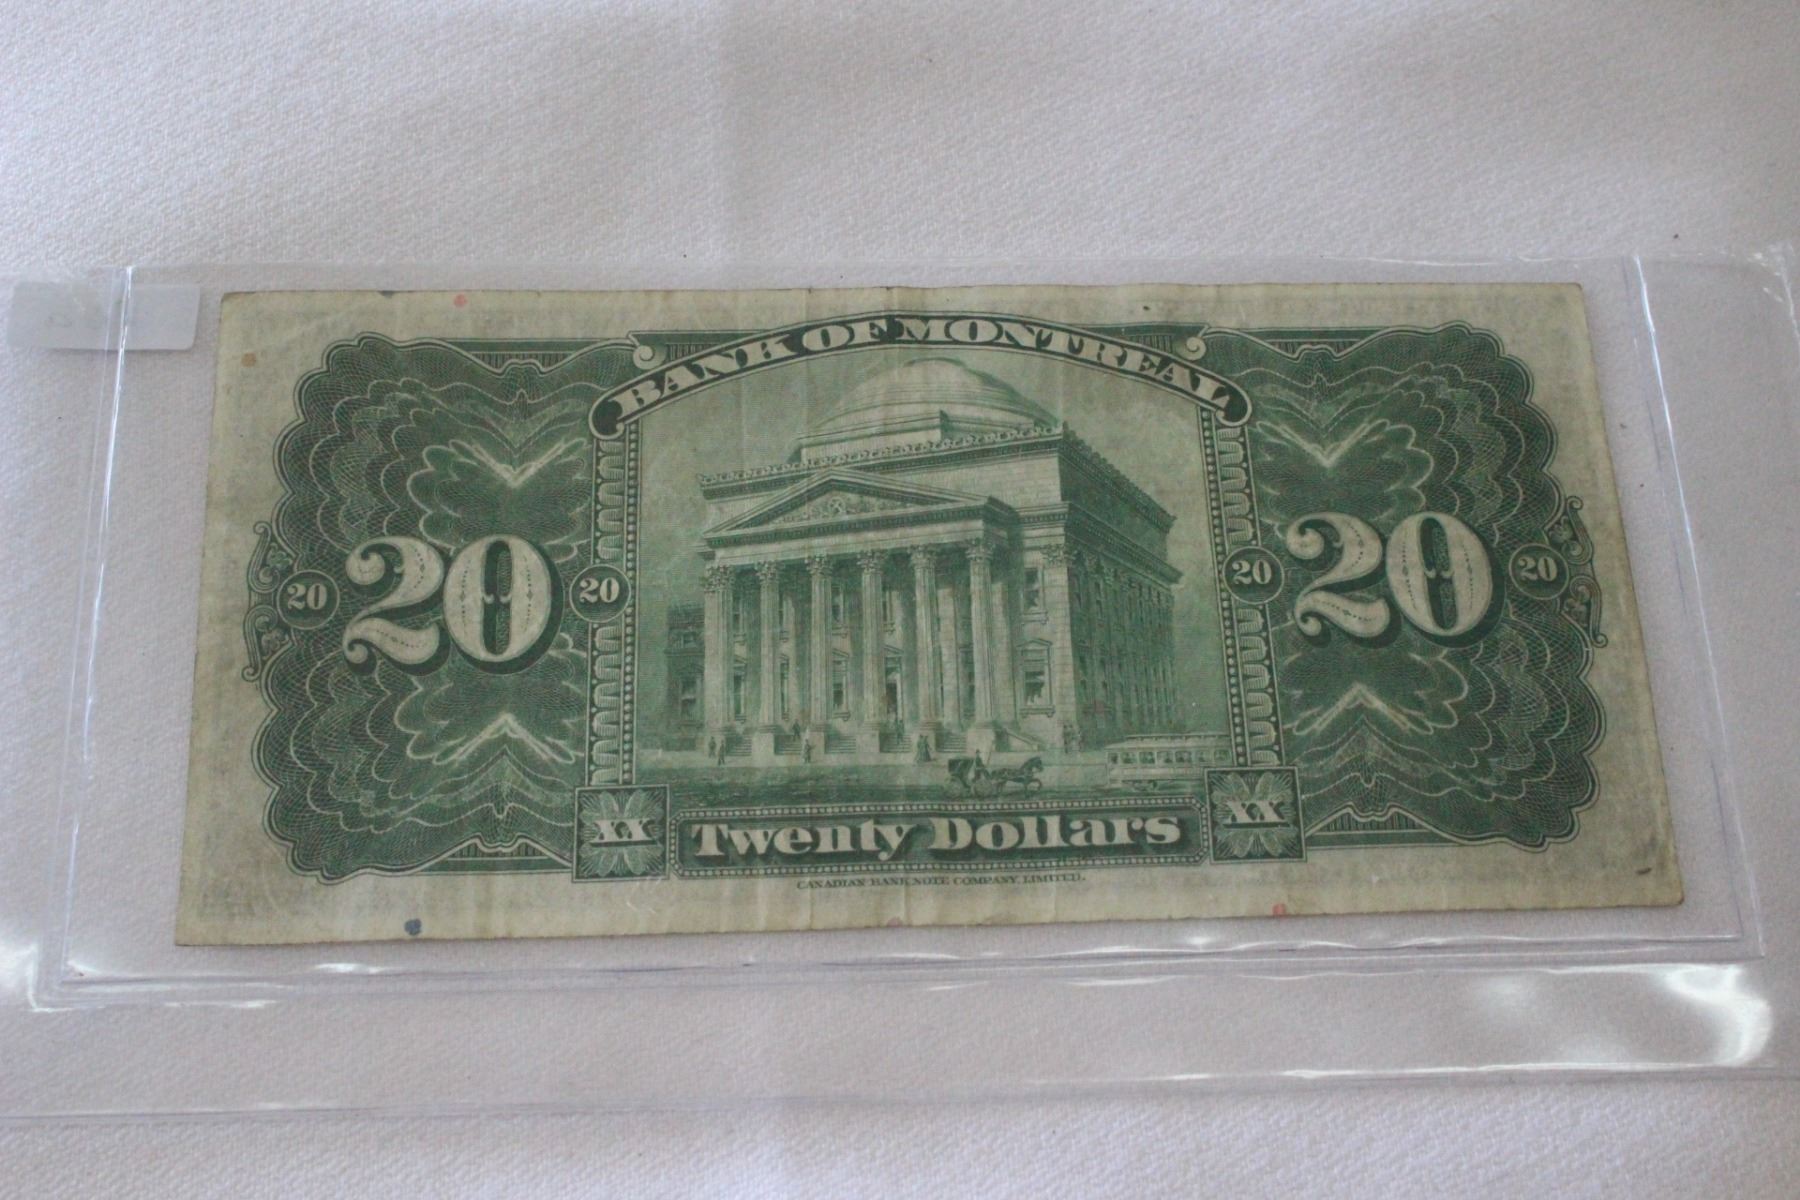 BANK OF MONTREAL
20 20 20 20 20 20
XX Twenty Dollars XX
CANADIAN BANK NOTE COMPANY, LIMITED.